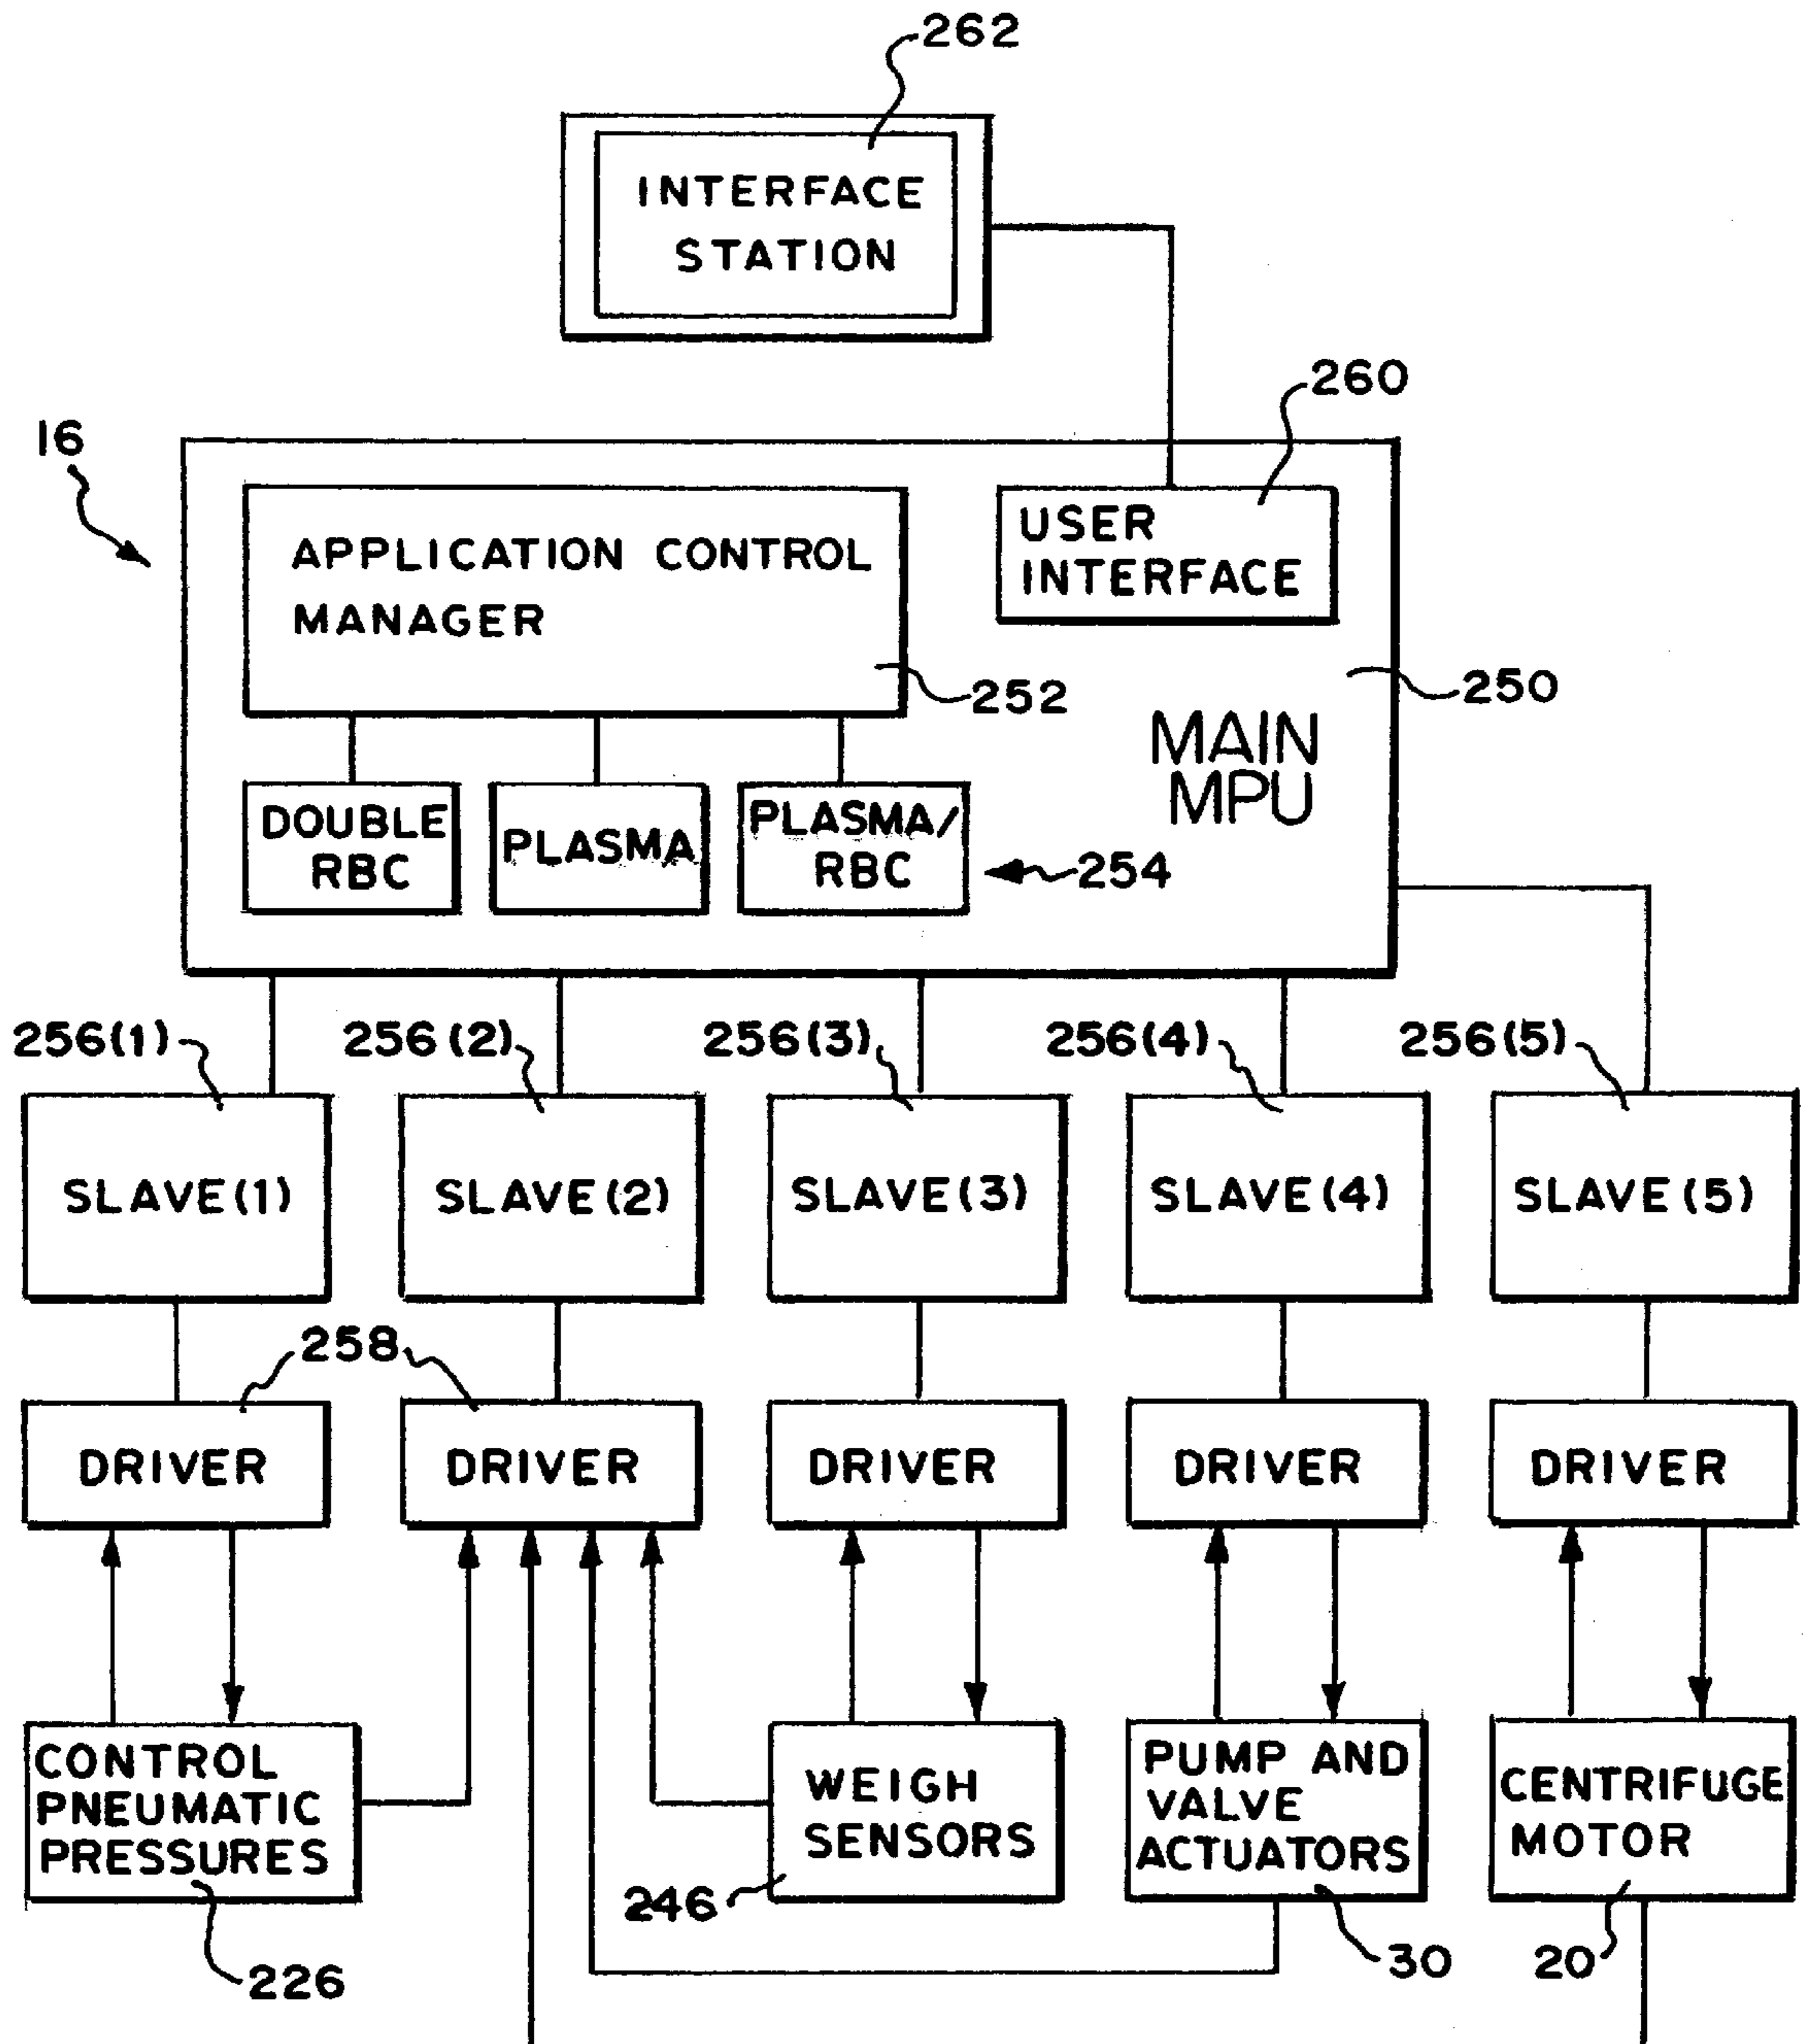 262
INTERFACE
STATION
260
16
APPLICATION CONTROL
MANAGER
USER
INTERFACE
252
250
MAIN
MPU
DOUBLE
RBC
PLASMA
PLASMA/
RBC
254
256(1)
256(2)
256(3)
256(4)
256(5)
SLAVE(1)
SLAVE(2)
SLAVE(3)
SLAVE(4)
SLAVE(5)
258
DRIVER
DRIVER
DRIVER
DRIVER
DRIVER
CONTROL
PNEUMATIC
PRESSURES
WEIGH
SENSORS
PUMP AND
VALVE
ACTUATORS
CENTRIFUGE
MOTOR
226
246
30
20